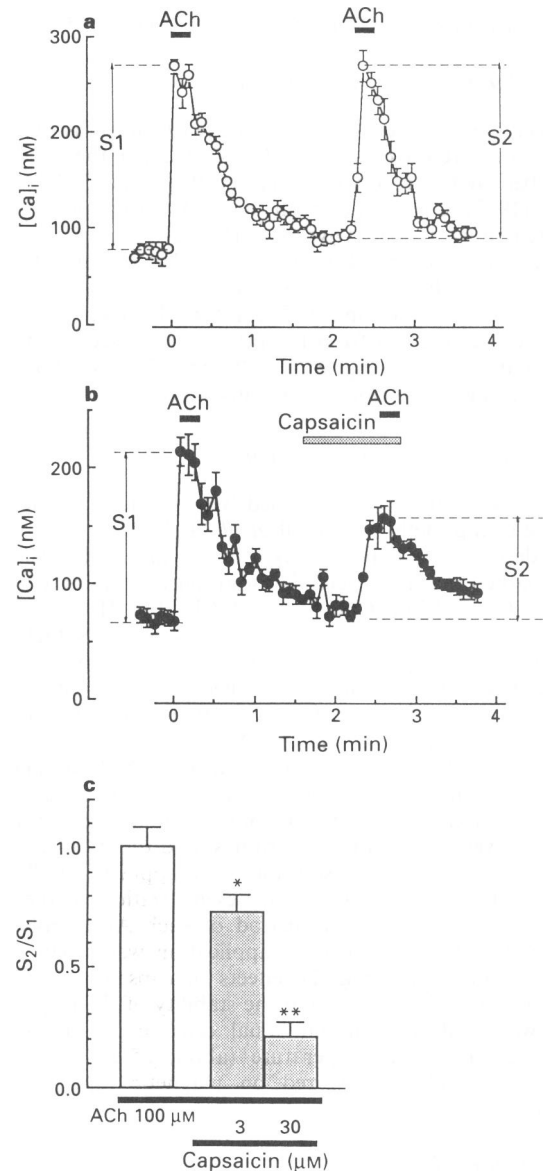 a
ACh
ACh
300
200
100
0
[Ca]i (nM)
S1
S2
0
1
2
3
4
Time (min)
b
ACh
ACh
Capsaicin
200
100
0
[Ca]i (nM)
S1
S2
0
1
2
3
4
Time (min)
c
1.0
0.5
0.0
S2/S1
*
**
ACh 100 µM
3
30
Capsaicin (µM)